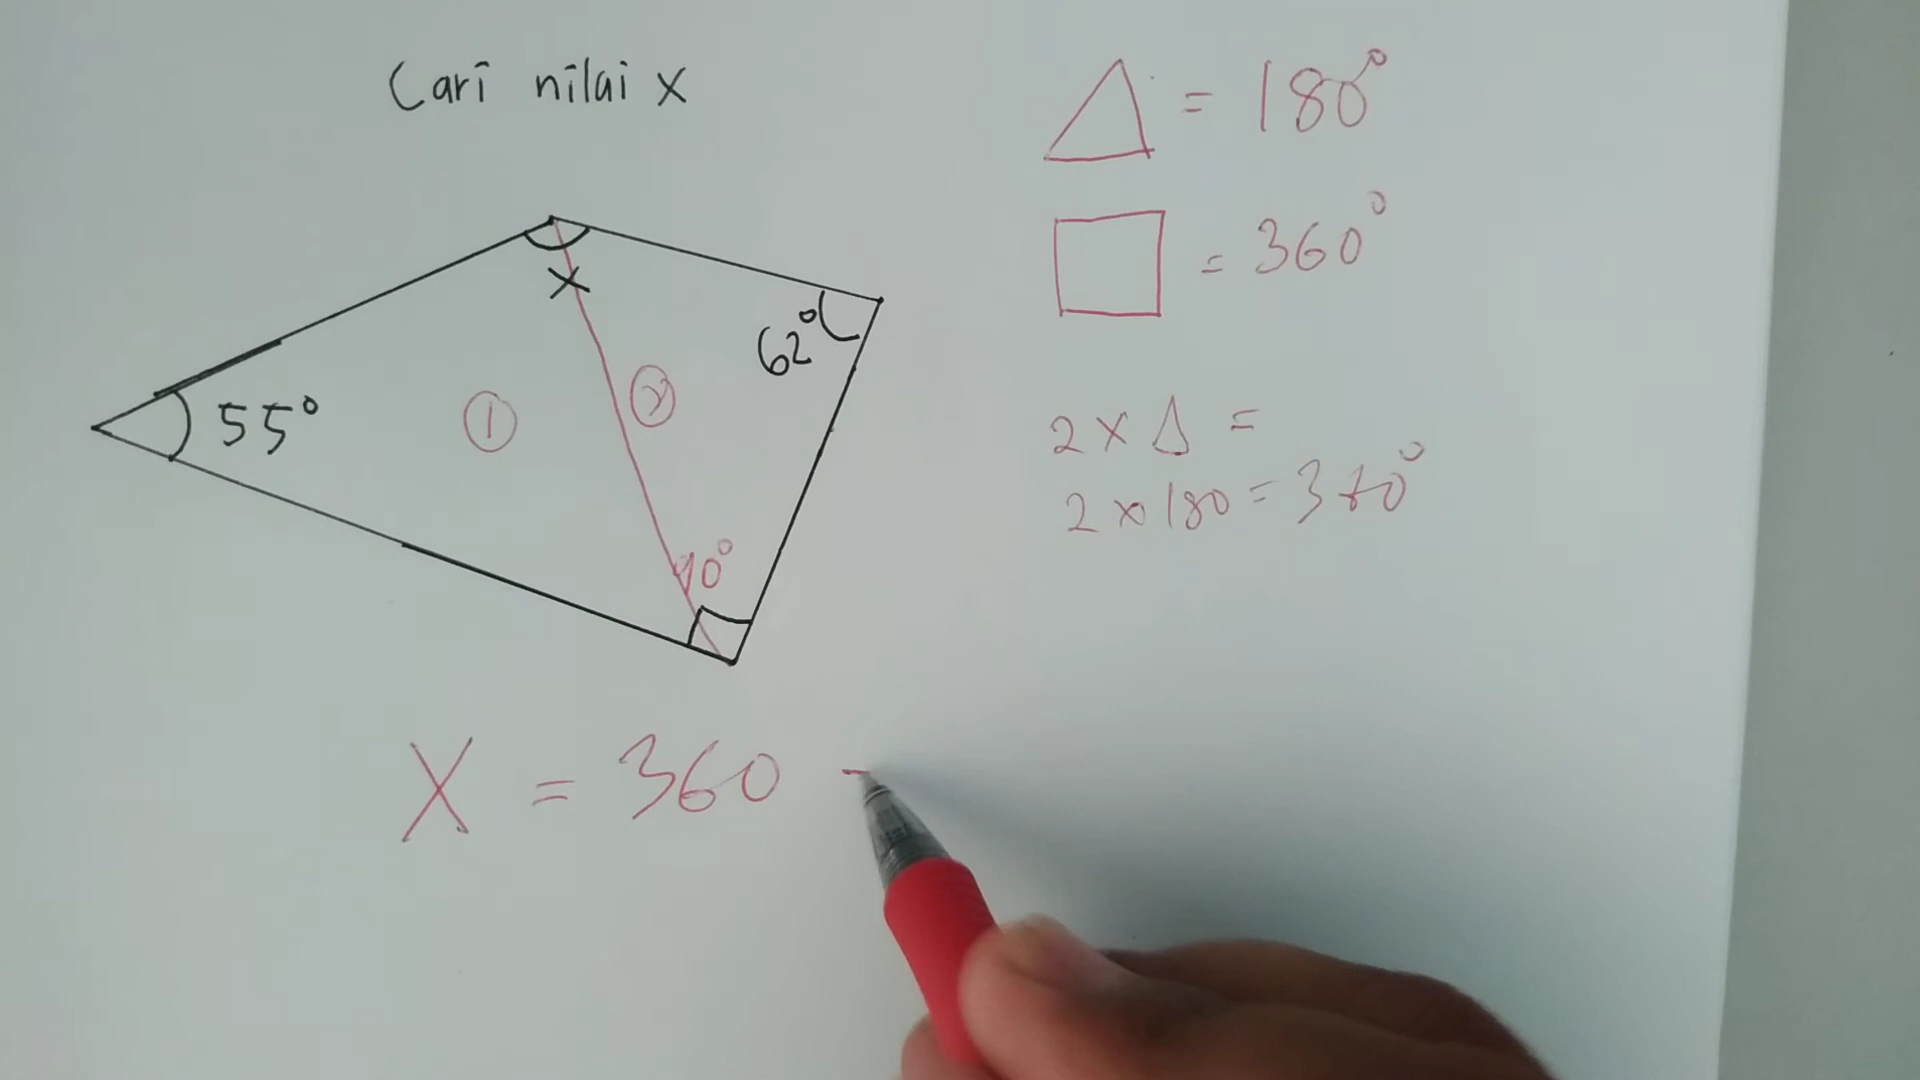 Cari nilai x
△ = 180°
□ = 360°
x
62°
55°
①
②
2 x △ =
2 x 180 = 360°
90°
X = 360 -